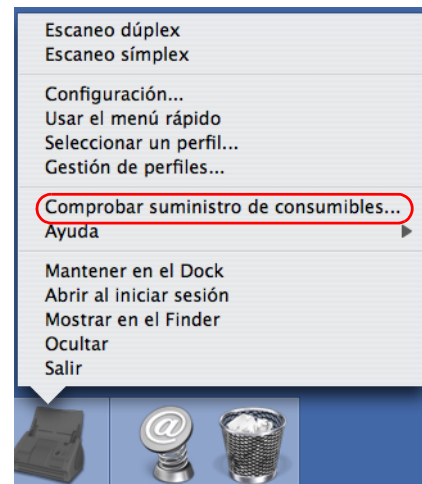 Escaneo dúplex
Escaneo símplex
Configuración...
Usar el menú rápido
Seleccionar un perfil...
Gestión de perfiles...
Comprobar suministro de consumibles...
Ayuda
Mantener en el Dock
Abrir al iniciar sesión
Mostrar en el Finder
Ocultar
Salir
@